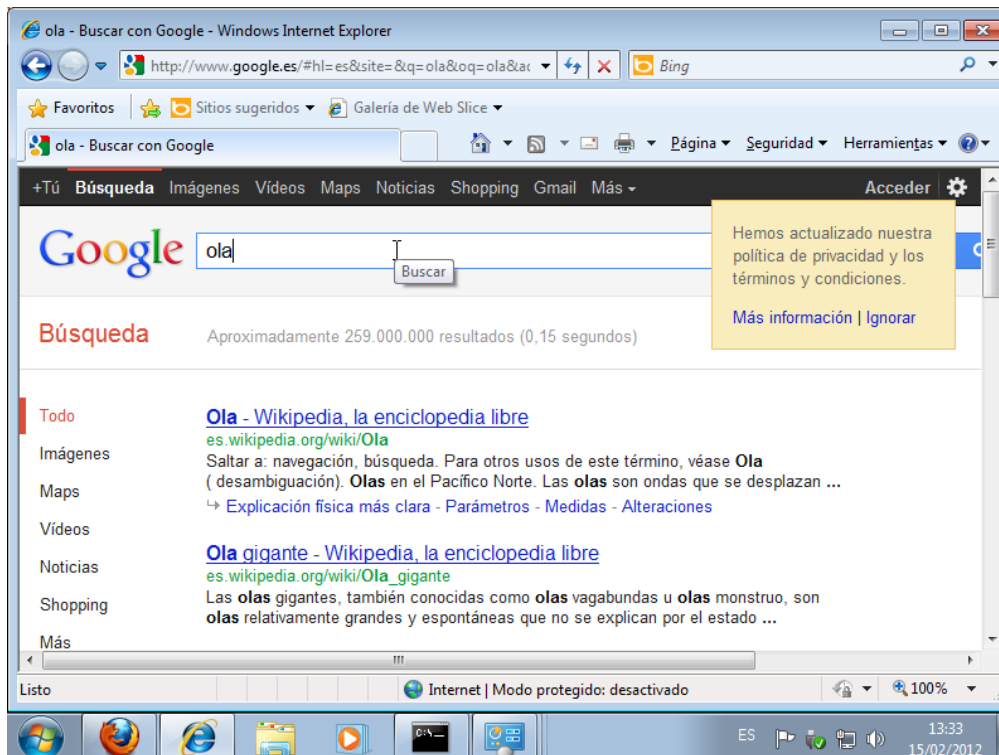 ola - Buscar con Google - Windows Internet Explorer
http://www.google.es/#hl=es&site=&q=ola&oq=ola&ac
Bing
Favoritos
Sitios sugeridos
Galería de Web Slice
ola - Buscar con Google
Página
Seguridad
Herramientas
+Tú Búsqueda Imágenes Vídeos Maps Noticias Shopping Gmail Más
Acceder
Google
ola
Buscar
Hemos actualizado nuestra
política de privacidad y los
términos y condiciones.
Más información | Ignorar
Búsqueda
Aproximadamente 259.000.000 resultados (0,15 segundos)
Todo
Imágenes
Maps
Vídeos
Noticias
Shopping
Más
Ola - Wikipedia, la enciclopedia libre
es.wikipedia.org/wiki/Ola
Saltar a: navegación, búsqueda. Para otros usos de este término, véase Ola
( desambiguación). Olas en el Pacífico Norte. Las olas son ondas que se desplazan ...
Explicación física más clara - Parámetros - Medidas - Alteraciones
Ola gigante - Wikipedia, la enciclopedia libre
es.wikipedia.org/wiki/Ola_gigante
Las olas gigantes, también conocidas como olas vagabundas u olas monstruo, son
olas relativamente grandes y espontáneas que no se explican por el estado ...
Listo
Internet | Modo protegido: desactivado
100%
C:\
ES
13:33
15/02/2012